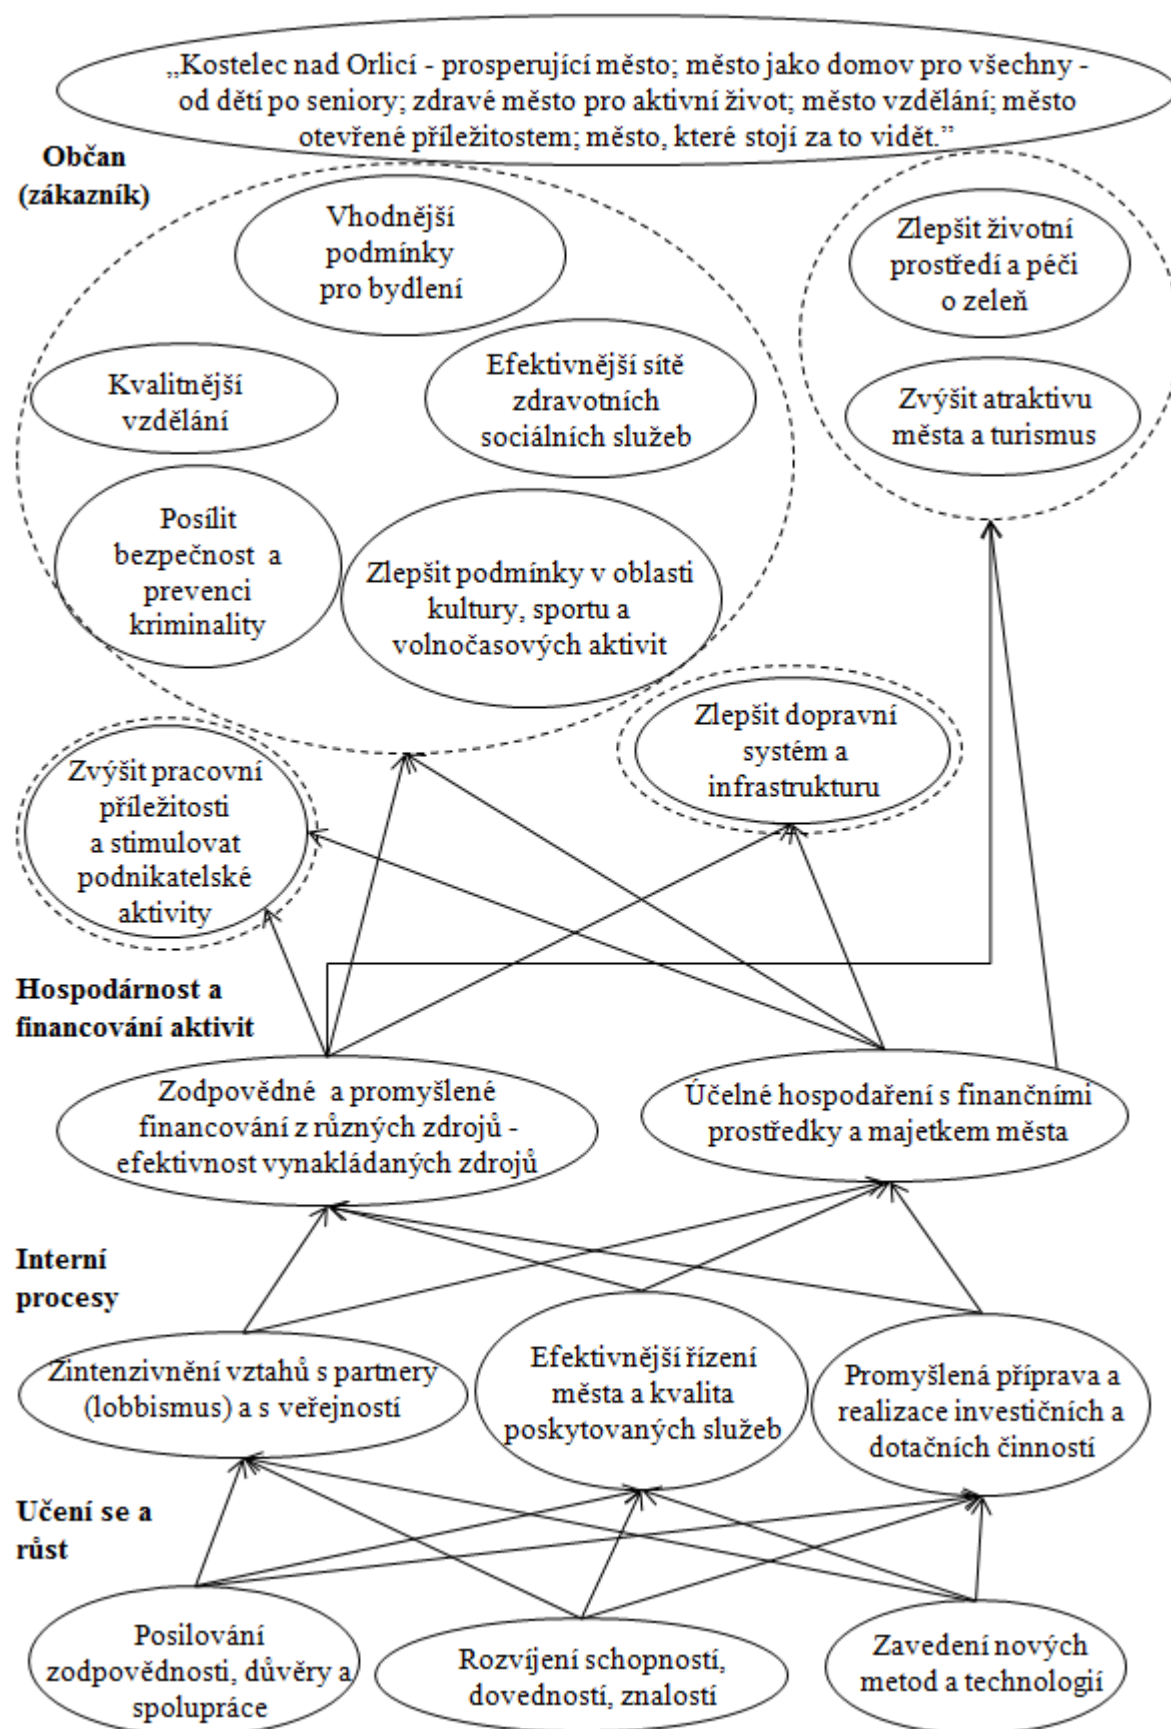 „Kostelec nad Orlicí - prosperující město; město jako domov pro všechny -
od dětí po seniory; zdravé město pro aktivní život; město vzdělání; město
otevřené příležitostem; město, které stojí za to vidět.”
Občan
(zákazník)
Vhodnější
podmínky
pro bydlení
Zlepšit životní
prostředí a péči
o zeleň
Kvalitnější
vzdělání
Efektivnější sítě
zdravotních
sociálních služeb
Zvýšit atraktivu
města a turismus
Posílit
bezpečnost a
prevenci
kriminality
Zlepšit podmínky v oblasti
kultury, sportu a
volnočasových aktivit
Zlepšit dopravní
systém a
infrastrukturu
Zvýšit pracovní
příležitosti
a stimulovat
podnikatelské
aktivity
Hospodárnost a
financování aktivit
Zodpovědné a promyšlené
financování z různých zdrojů -
efektivnost vynakládaných zdrojů
Účelné hospodaření s finančními
prostředky a majetkem města
Interní
procesy
Zintenzivnění vztahů s partnery
(lobbismus) a s veřejností
Efektivnější řízení
města a kvalita
poskytovaných služeb
Promyšlená příprava a
realizace investičních a
dotačních činností
Učení se a
růst
Posilování
zodpovědnosti, důvěry a
spolupráce
Rozvíjení schopností,
dovedností, znalostí
Zavedení nových
metod a technologií